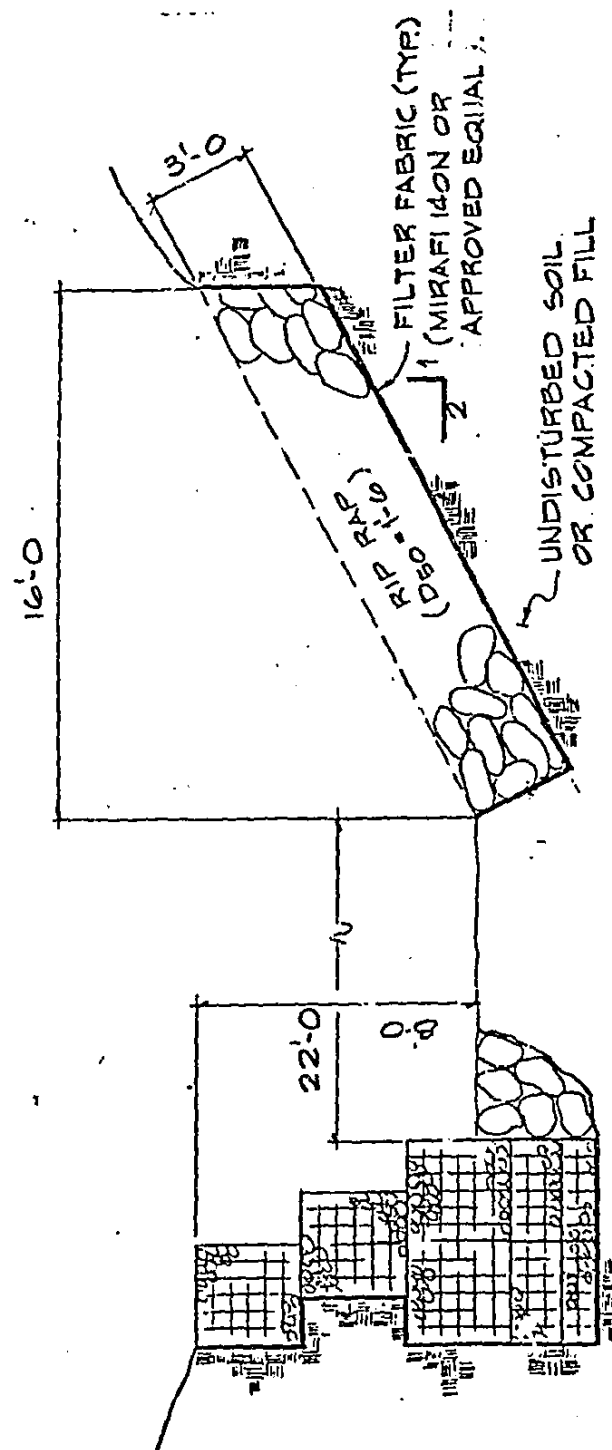 16'-0
3'-0
FILTER FABRIC (TYP.)
(MIRAFI 140N OR
APPROVED EQUAL).
1
2
RIP RAP
(D50 = 1'-6)
UNDISTURBED SOIL
OR COMPACTED FILL
22'-0
8'-0